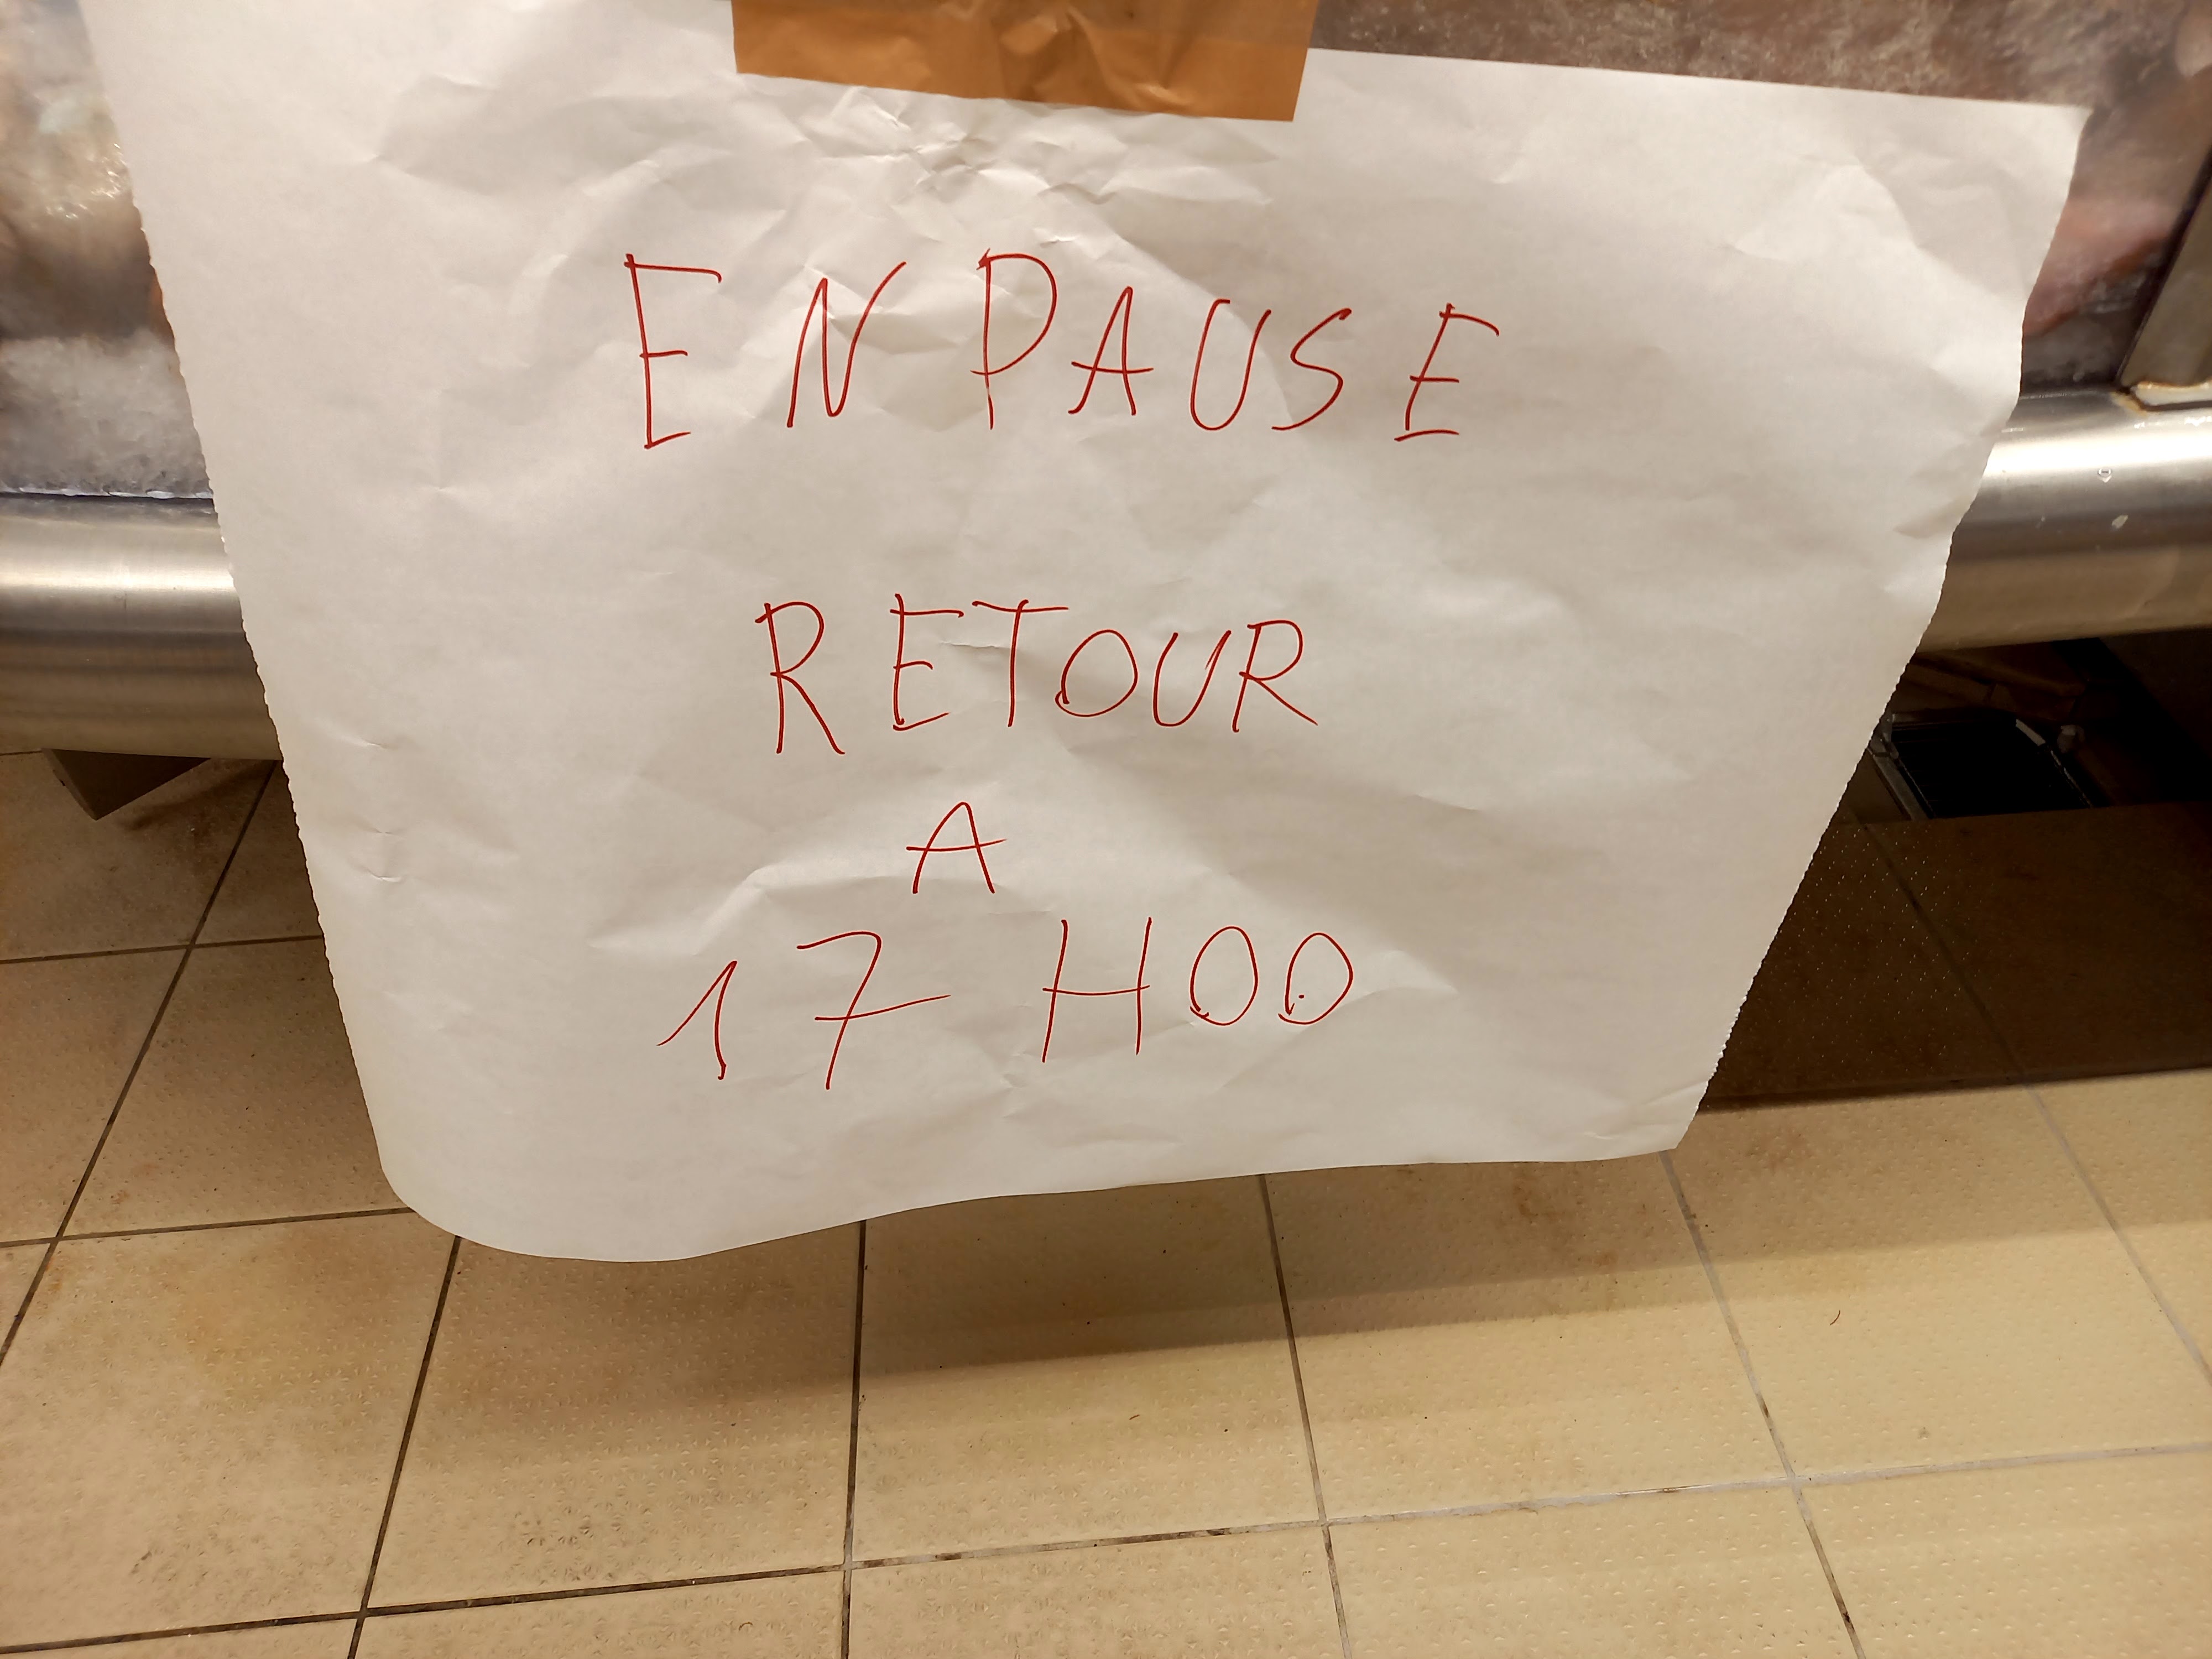 EN PAUSE
RETOUR
A
17 H00